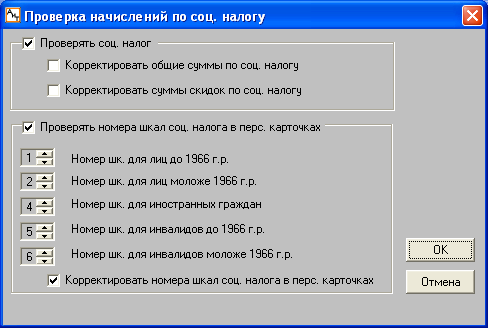 Проверка начислений по соц. налогу
Проверять соц. налог
Корректировать общие суммы по соц. налогу
Корректировать суммы скидок по соц. налогу
Проверять номера шкал соц. налога в перс. карточках
1 Номер шк. для лиц до 1966 г.р.
2 Номер шк. для лиц моложе 1966 г.р.
4 Номер шк. для иностранных граждан
5 Номер шк. для инвалидов до 1966 г.р.
6 Номер шк. для инвалидов моложе 1966 г.р.
Корректировать номера шкал соц. налога в перс. карточках
OK
Отмена